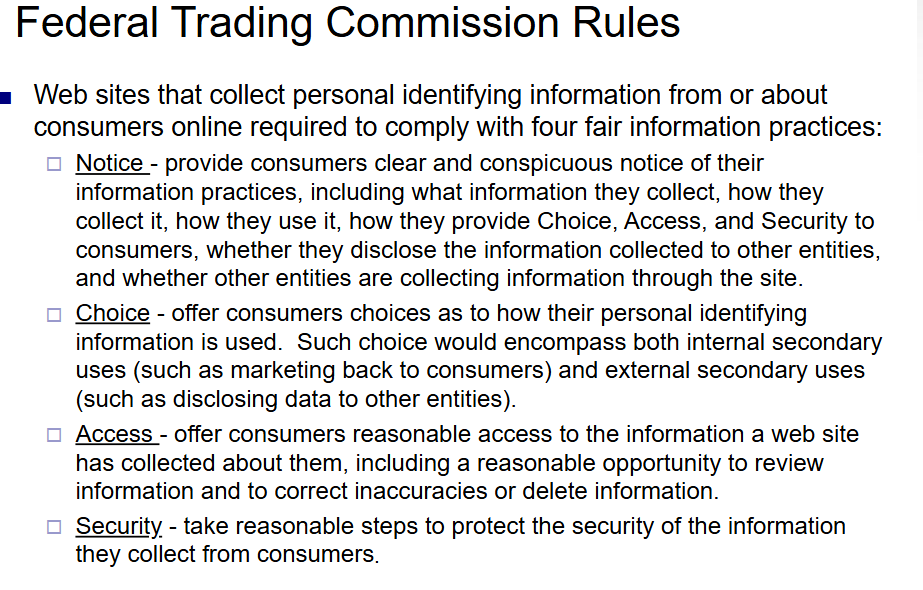 Federal Trading Commission Rules
Web sites that collect personal identifying information from or about
consumers online required to comply with four fair information practices:
Notice - provide consumers clear and conspicuous notice of their
information practices, including what information they collect, how they
collect it, how they use it, how they provide Choice, Access, and Security to
consumers, whether they disclose the information collected to other entities,
and whether other entities are collecting information through the site.
Choice - offer consumers choices as to how their personal identifying
information is used.  Such choice would encompass both internal secondary
uses (such as marketing back to consumers) and external secondary uses
(such as disclosing data to other entities).
Access - offer consumers reasonable access to the information a web site
has collected about them, including a reasonable opportunity to review
information and to correct inaccuracies or delete information.
Security - take reasonable steps to protect the security of the information
they collect from consumers.